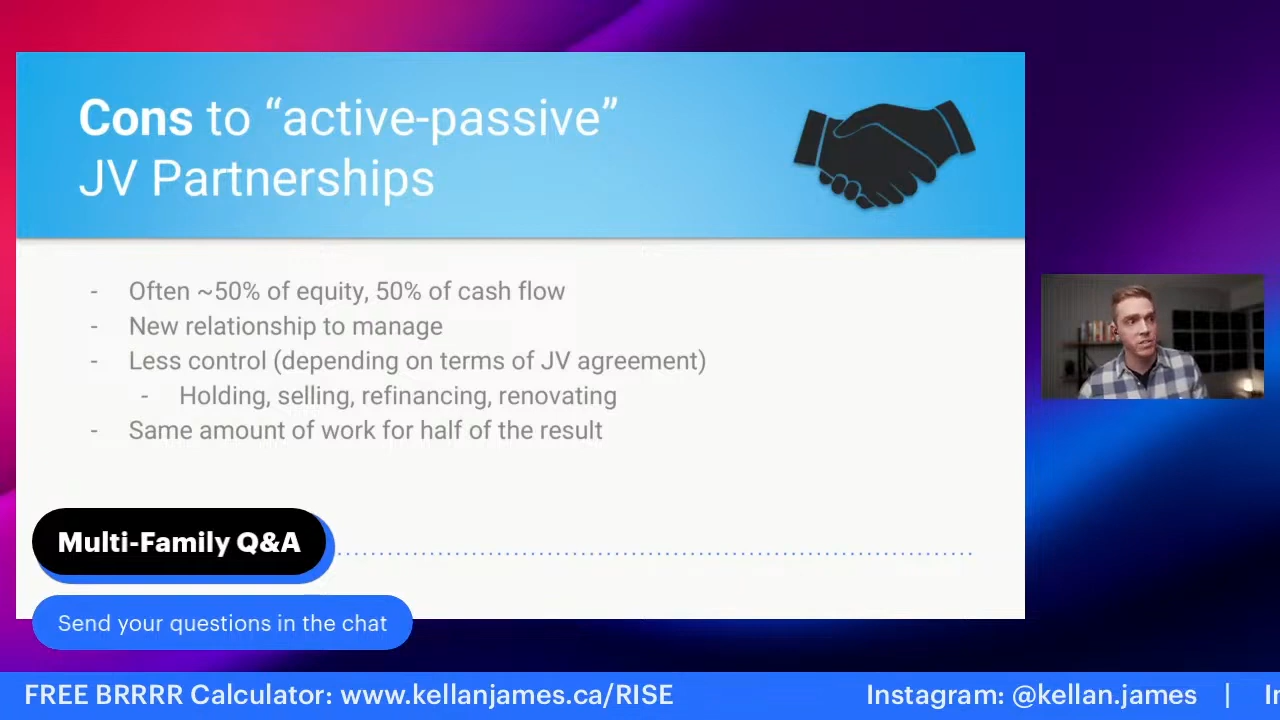 Cons to “active-passive”
JV Partnerships
- Often ~50% of equity, 50% of cash flow
- New relationship to manage
- Less control (depending on terms of JV agreement)
- Holding, selling, refinancing, renovating
- Same amount of work for half of the result
Multi-Family Q&A
Send your questions in the chat
FREE BRRRR Calculator: www.kellanjames.ca/RISE Instagram: @kellan.james | In